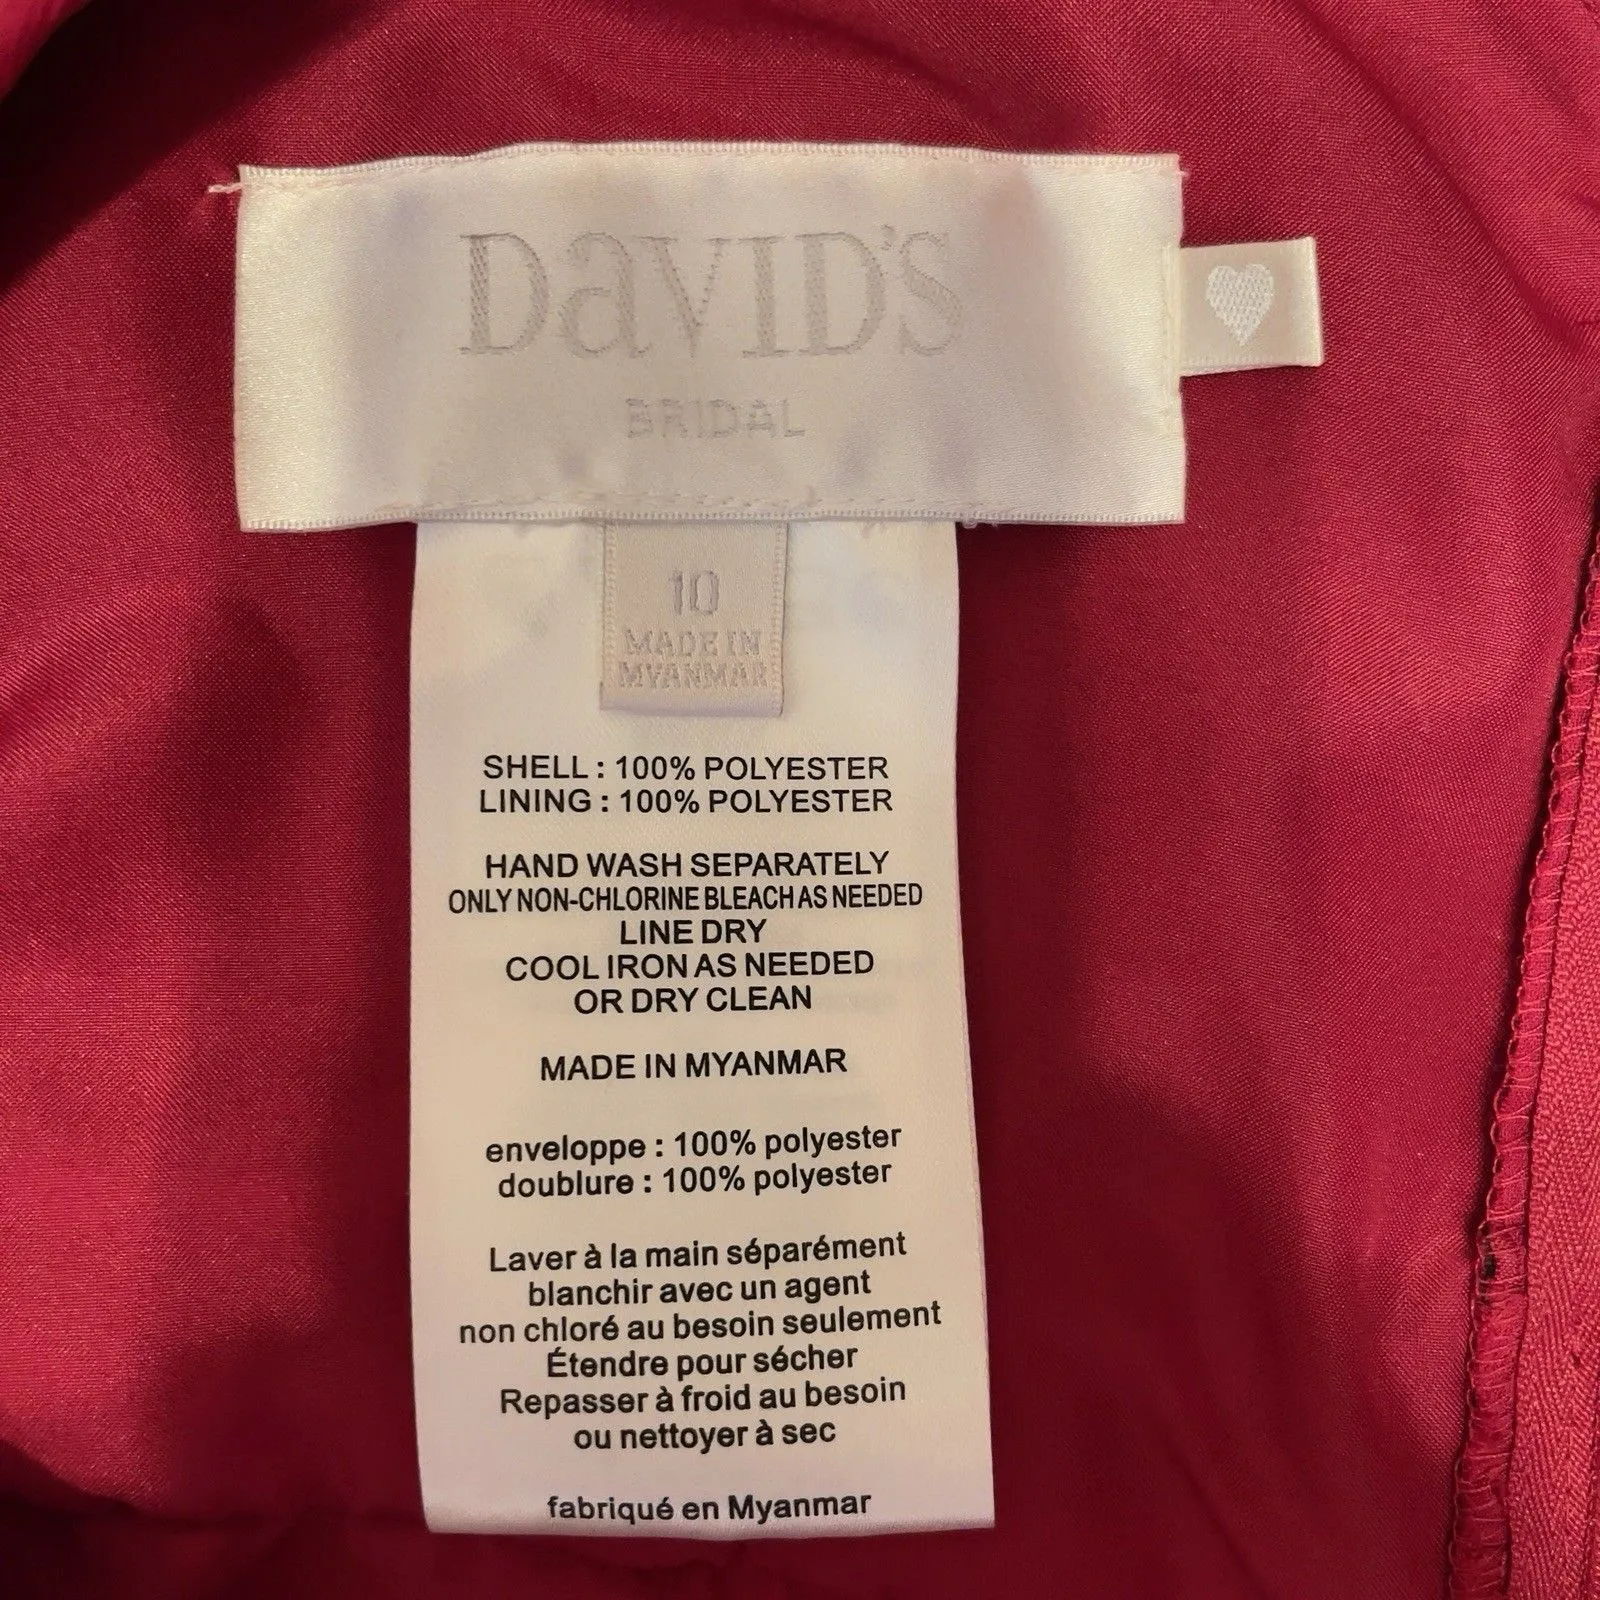 DaVID'S
BRIDAL
10
MADE IN
MYANMAR
SHELL : 100% POLYESTER
LINING : 100% POLYESTER
HAND WASH SEPARATELY
ONLY NON-CHLORINE BLEACH AS NEEDED
LINE DRY
COOL IRON AS NEEDED
OR DRY CLEAN
MADE IN MYANMAR
enveloppe : 100% polyester
doublure : 100% polyester
Laver à la main séparément
blanchir avec un agent
non chloré au besoin seulement
Étendre pour sécher
Repasser à froid au besoin
ou nettoyer à sec
fabriqué en Myanmar